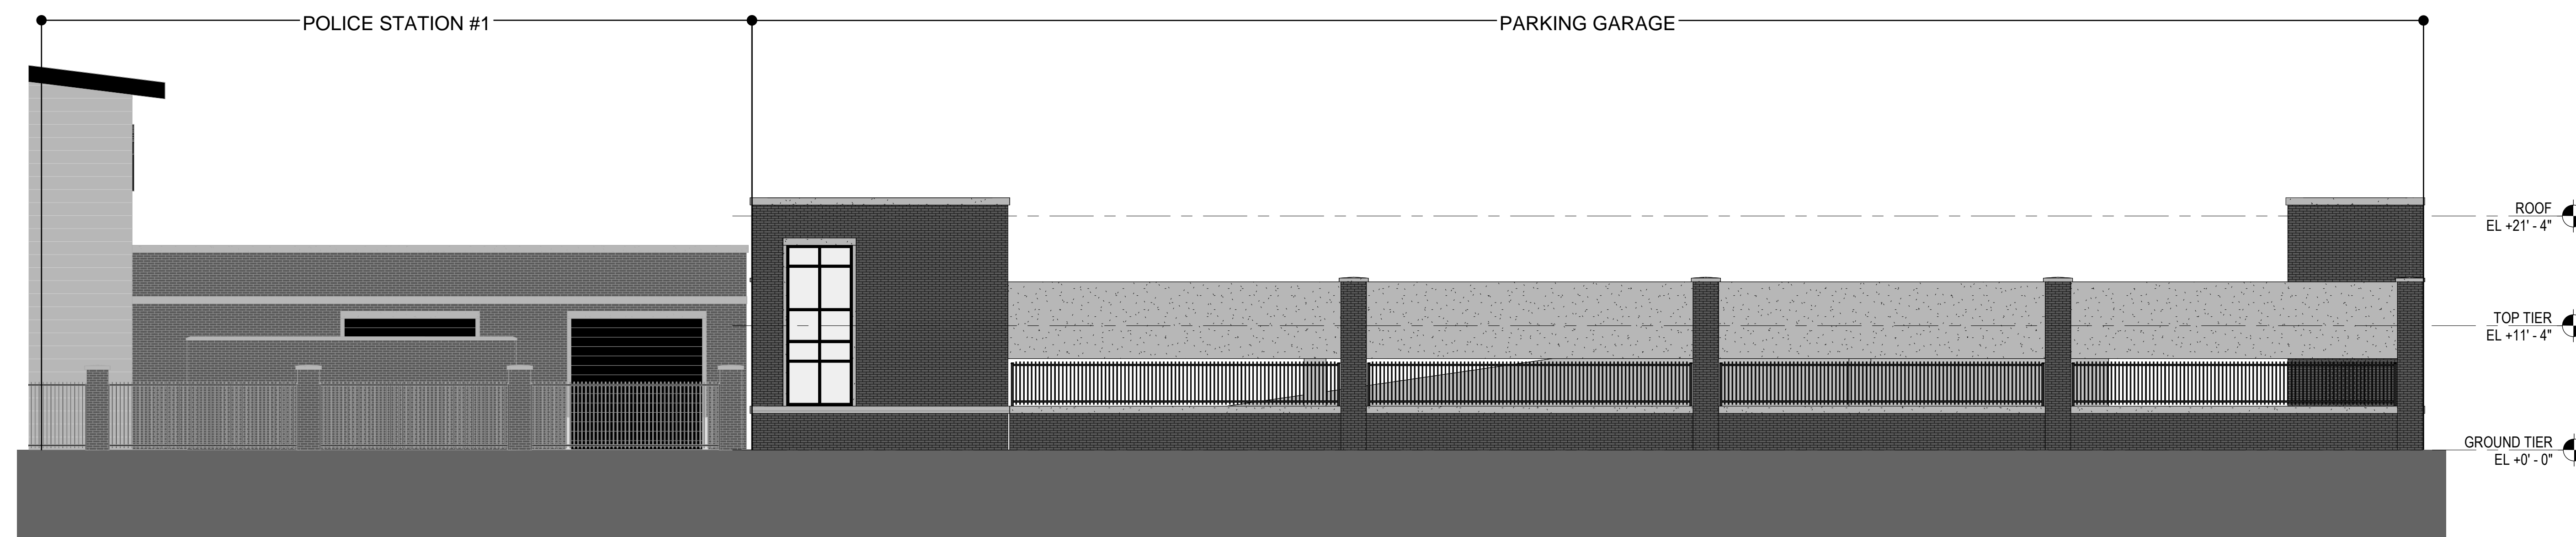 POLICE STATION #1
PARKING GARAGE
ROOF
EL +21' - 4"
TOP TIER
EL +11' - 4"
GROUND TIER
EL +0' - 0"